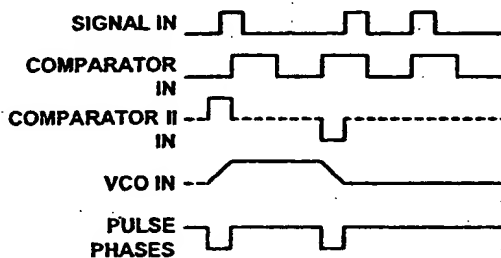 SIGNAL IN
COMPARATOR
IN
COMPARATOR II
IN
VCO IN
PULSE
PHASES